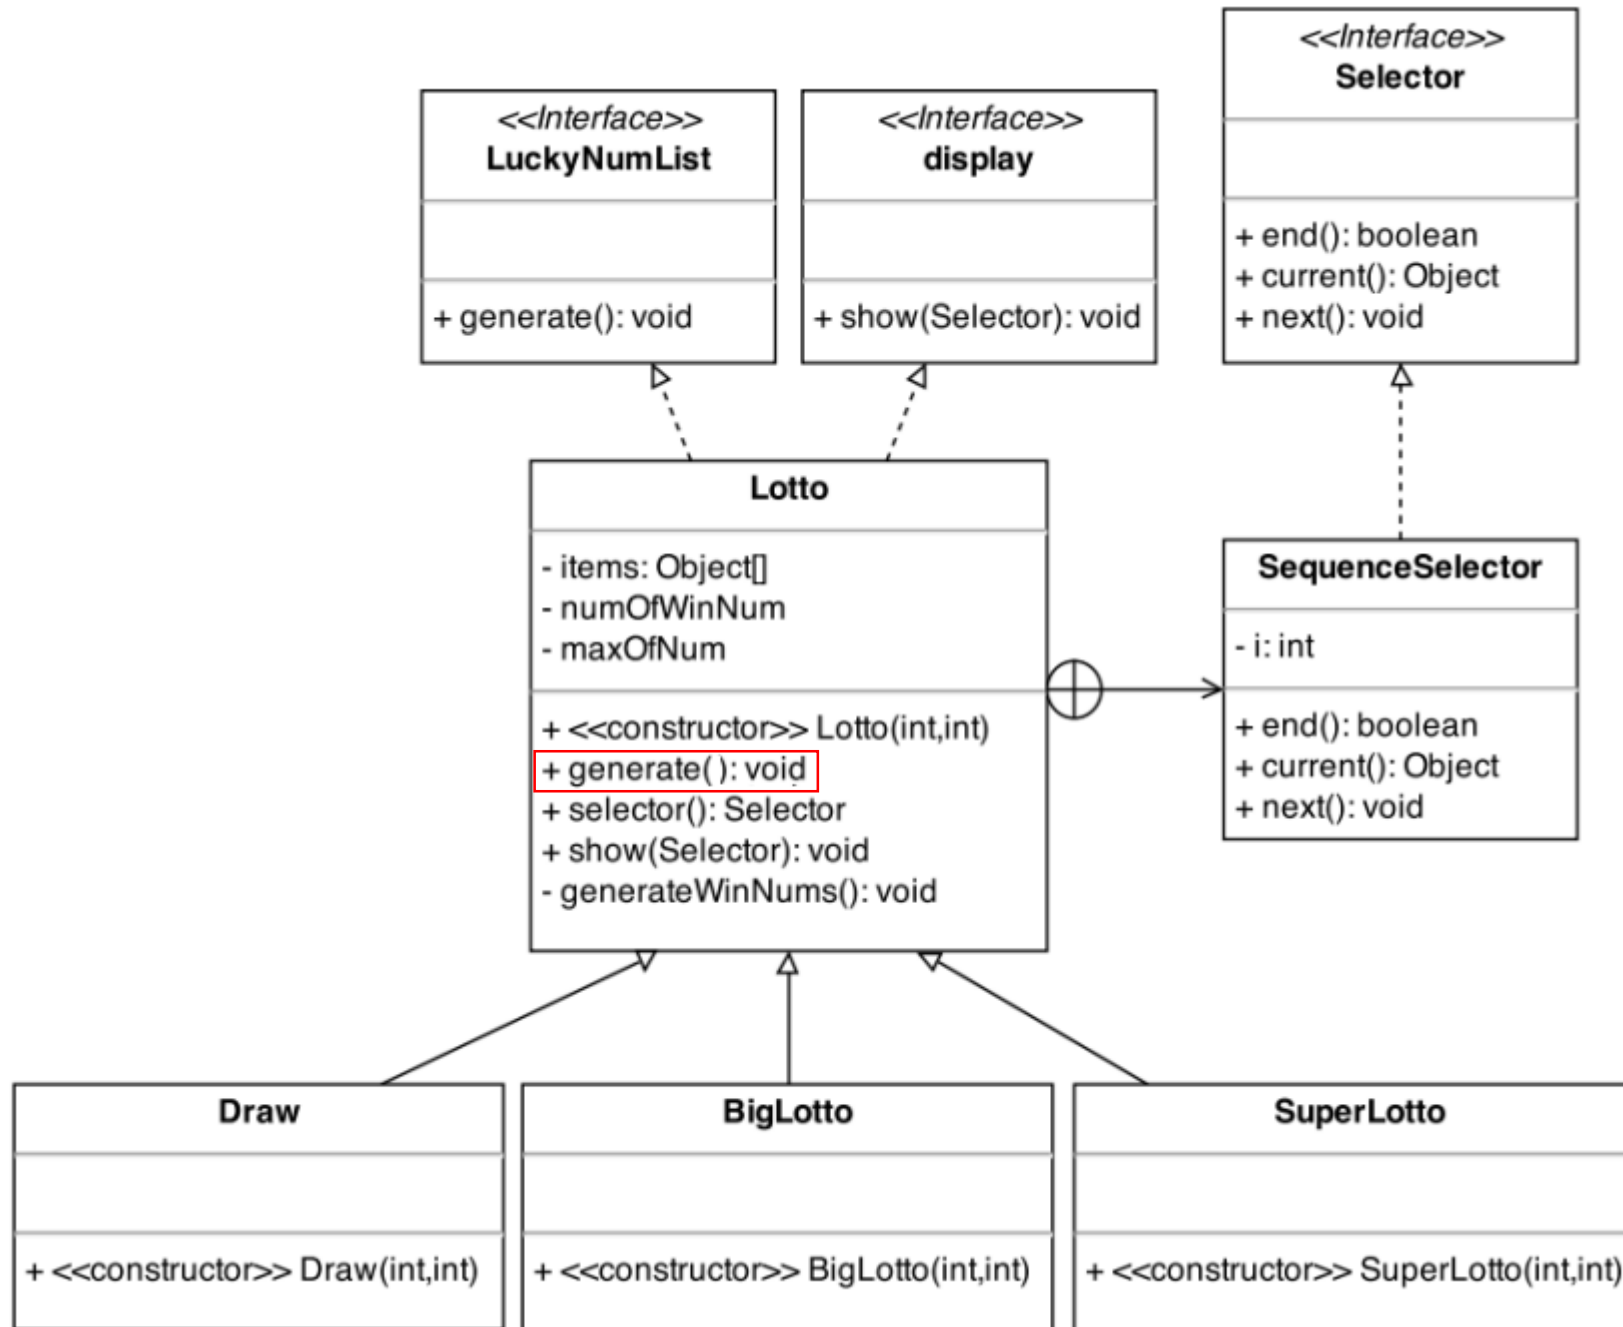 <<Interface>>
LuckyNumList
+ generate(): void
<<Interface>>
display
+ show(Selector): void
<<Interface>>
Selector
+ end(): boolean
+ current(): Object
+ next(): void
Lotto
- items: Object[]
- numOfWinNum
- maxOfNum
+ <<constructor>> Lotto(int,int)
+ generate( ): void
+ selector(): Selector
+ show(Selector): void
- generateWinNums(): void
SequenceSelector
- i: int
+ end(): boolean
+ current(): Object
+ next(): void
Draw
+ <<constructor>> Draw(int,int)
BigLotto
+ <<constructor>> BigLotto(int,int)
SuperLotto
+ <<constructor>> SuperLotto(int,int)